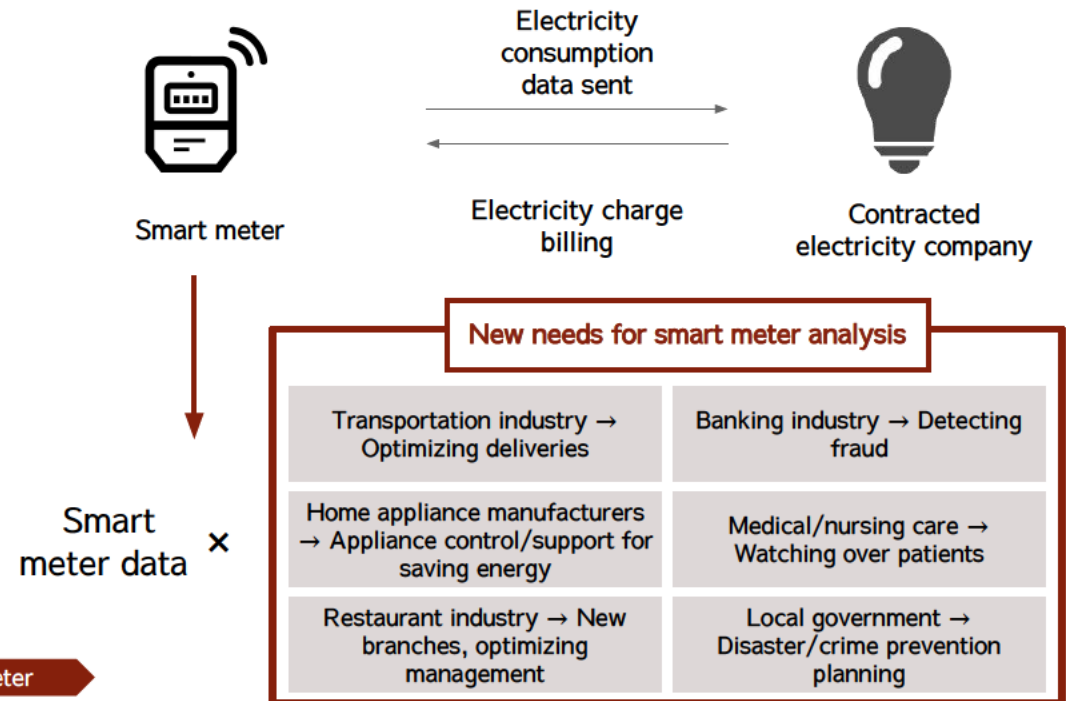 Electricity
consumption
data sent
Smart meter
Electricity charge
billing
Contracted
electricity company
New needs for smart meter analysis
Transportation industry →
Optimizing deliveries
Banking industry → Detecting
fraud
Smart
meter data ×
Home appliance manufacturers
→ Appliance control/support for
saving energy
Medical/nursing care →
Watching over patients
Restaurant industry → New
branches, optimizing
management
Local government →
Disaster/crime prevention
planning